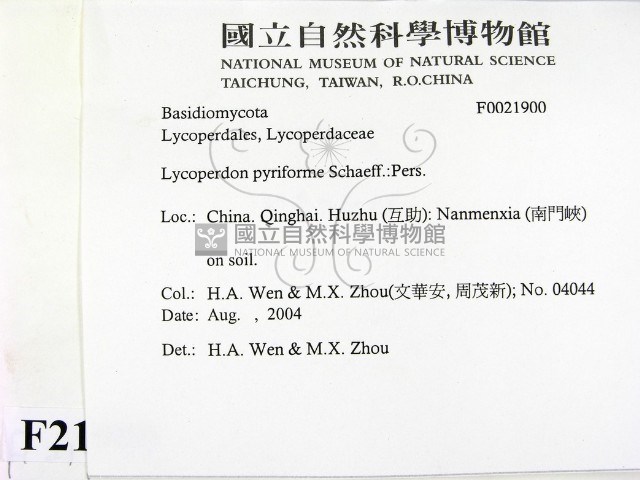 國立自然科學博物館
NATIONAL MUSEUM OF NATURAL SCIENCE
TAICHUNG, TAIWAN, R.O.CHINA
Basidiomycota F0021900
Lycoperdales, Lycoperdaceae
Lycoperdon pyriforme Schaeff.:Pers.
Loc.: China. Qinghai. Huzhu (互助): Nanmenxia (南門峽)
國立自然科學博物館
NATIONAL MUSEUM OF NATURAL SCIENCE
on soil.
Col.: H.A. Wen & M.X. Zhou(文華安, 周茂新); No. 04044
Date: Aug. , 2004
Det.: H.A. Wen & M.X. Zhou
F21